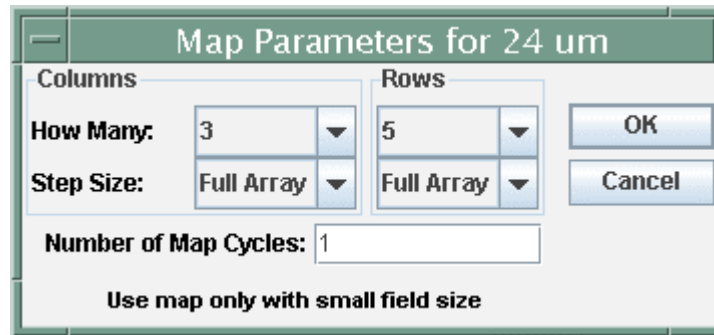 Map Parameters for 24 um
Columns Rows
How Many: 3 5 OK
Step Size: Full Array Full Array Cancel
Number of Map Cycles: 1
Use map only with small field size